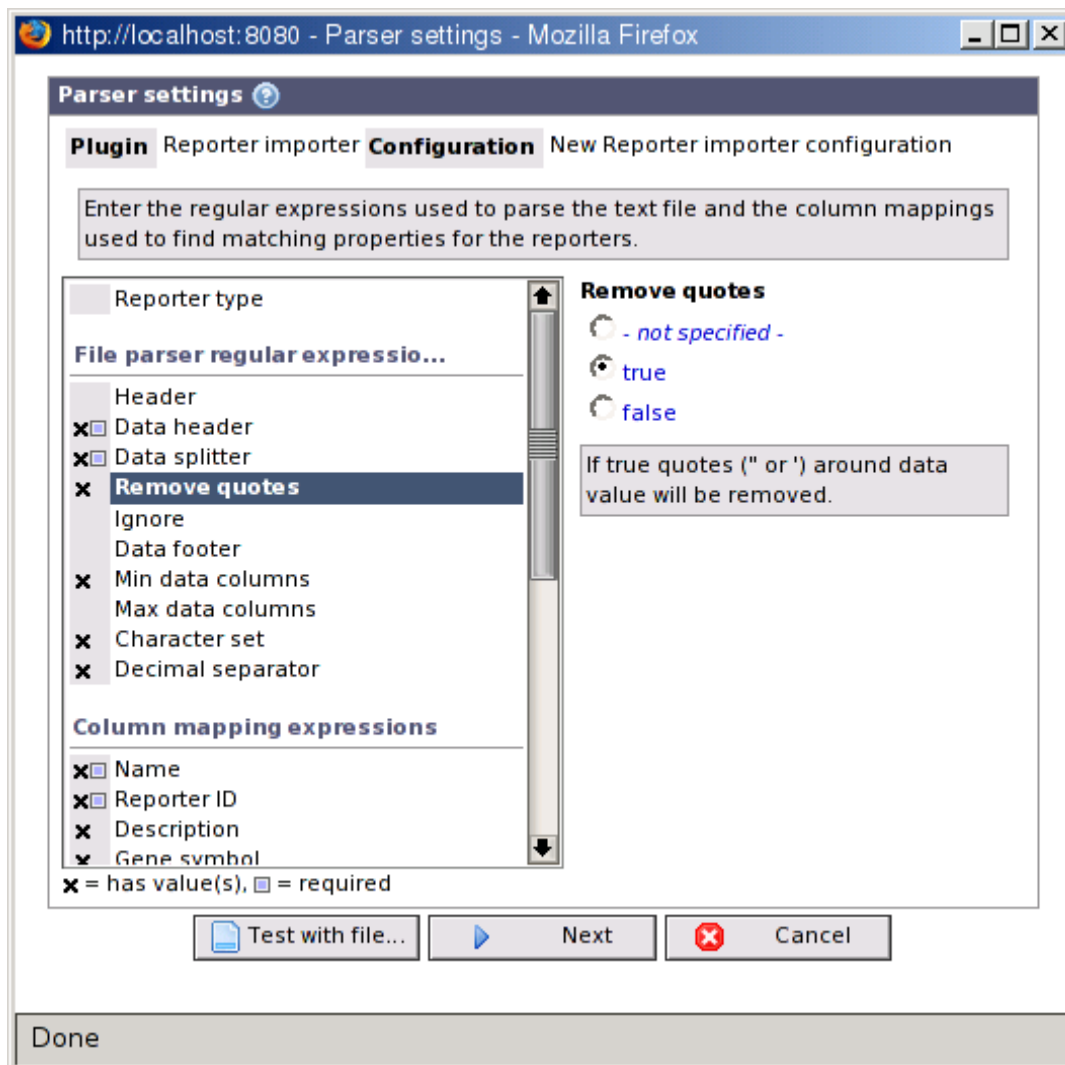 http://localhost:8080 - Parser settings - Mozilla Firefox
Parser settings ?
Plugin Reporter importer Configuration New Reporter importer configuration
Enter the regular expressions used to parse the text file and the column mappings
used to find matching properties for the reporters.
Reporter type
File parser regular expressio...
Header
x Data header
x Data splitter
x Remove quotes
Ignore
Data footer
x Min data columns
Max data columns
x Character set
x Decimal separator
Column mapping expressions
x Name
x Reporter ID
x Description
x Gene symbol
x = has value(s), = required
Remove quotes
- not specified -
true
false
If true quotes (" or ') around data
value will be removed.
Test with file... Next Cancel
Done